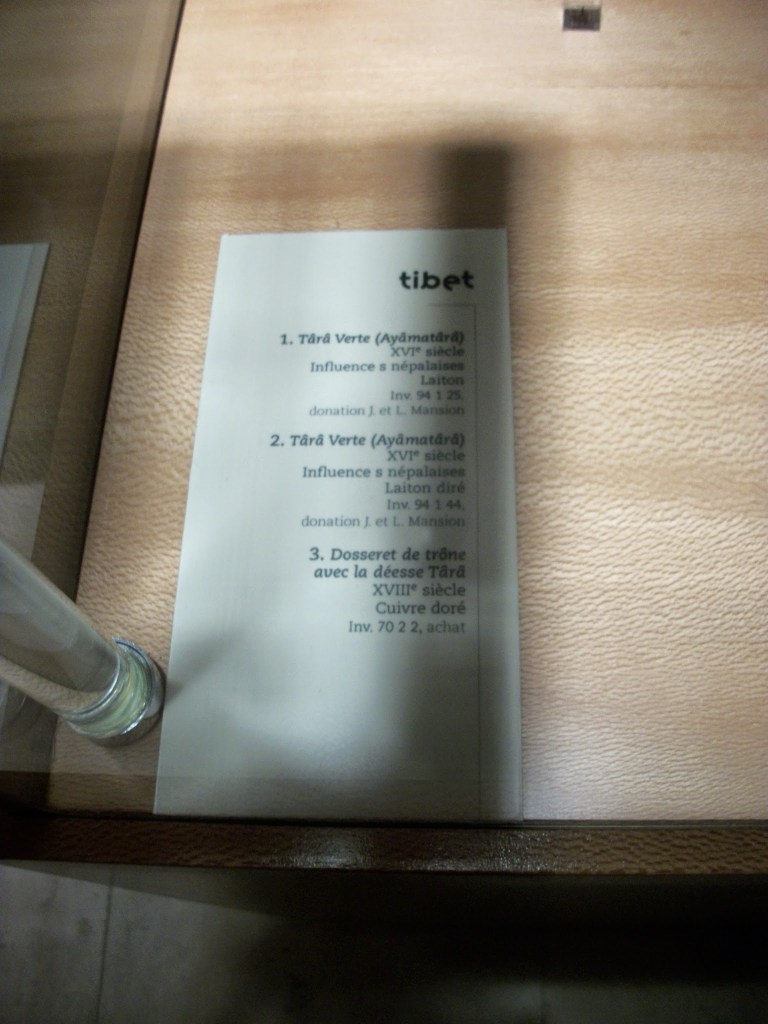 tibet
1. Târâ Verte (Ayâmatârâ)
XVIe siècle
Influence s népalaises
Laiton
Inv. 94 1 25,
donation J. et L. Mansion
2. Târâ Verte (Ayâmatârâ)
XVIe siècle
Influence s népalaises
Laiton diré
Inv. 94 1 44,
donation J. et L. Mansion
3. Dosseret de trône
avec la déesse Târâ
XVIIIe siècle
Cuivre doré
Inv. 70 2 2, achat